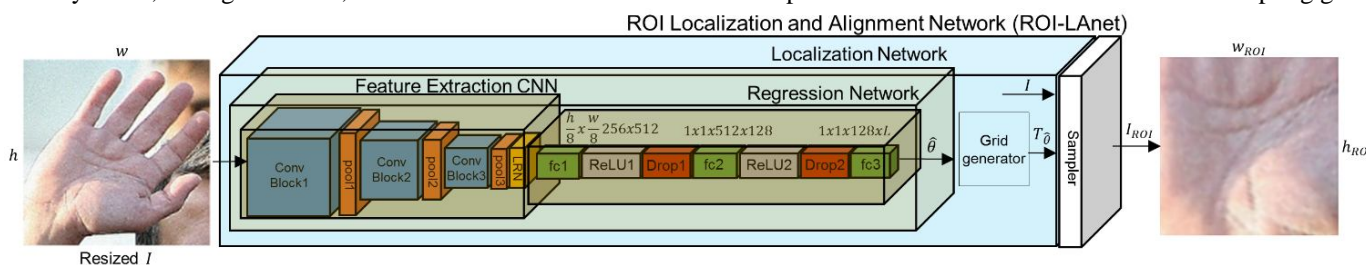 ROI Localization and Alignment Network (ROI-LAnet)
w
Localization Network
w_ROI
Feature Extraction CNN
Regression Network
I
h/8 x w/8 256x512
1x1x512x128
1x1x128xL
h
Conv Block1
pool1
Conv Block2
pool2
Conv Block3
pool3
LRN
fc1
ReLU1
Drop1
fc2
ReLU2
Drop2
fc3
θ̂
Grid generator
T_θ̂
Sampler
I_ROI
h_RO
Resized I